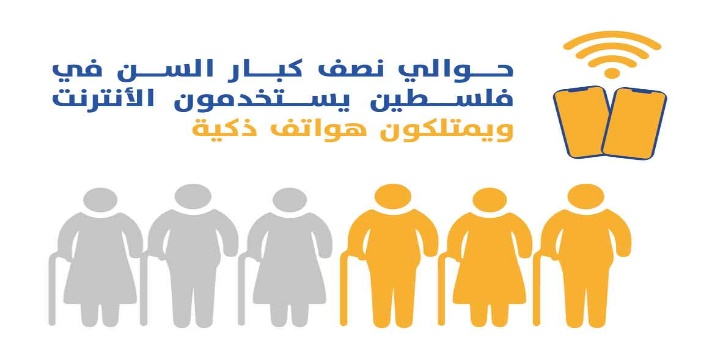 حوالي نصف كبار السن في
فلسطين يستخدمون الأنترنت
ويمتلكون هواتف ذكية